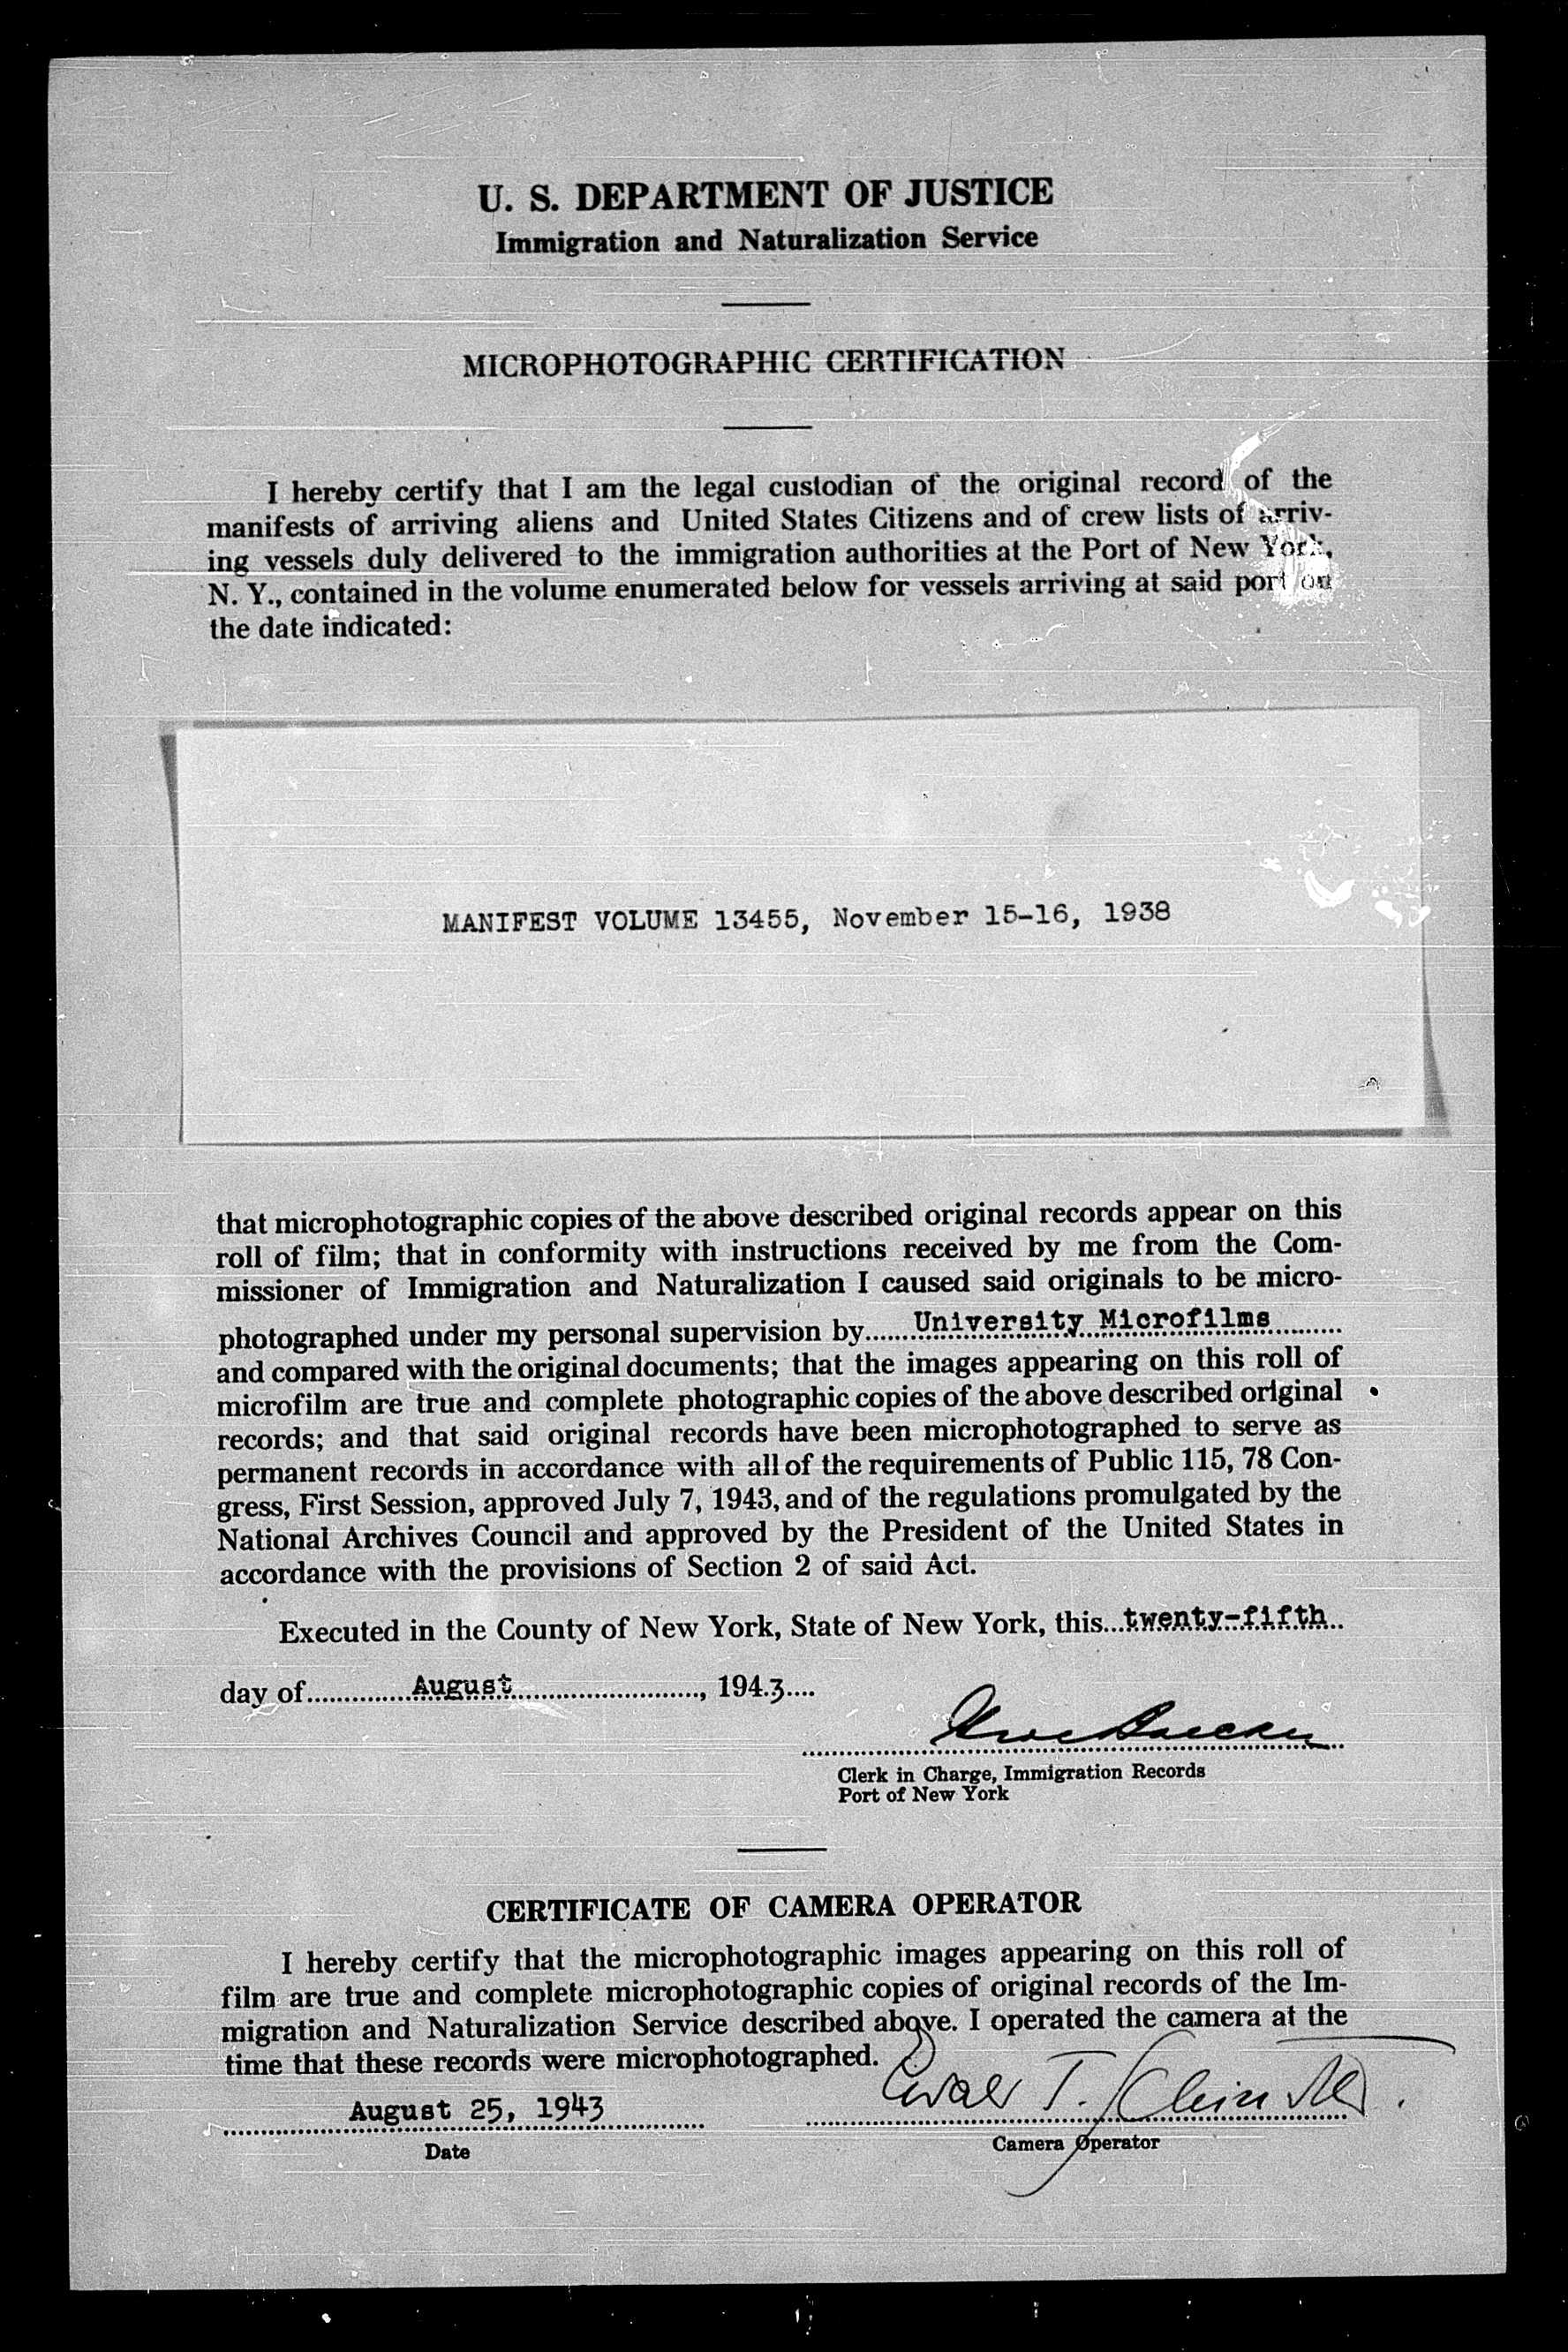 U. S. DEPARTMENT OF JUSTICE
Immigration and Naturalization Service
MICROPHOTOGRAPHIC CERTIFICATION
I hereby certify that I am the legal custodian of the original record of the
manifests of arriving aliens and United States Citizens and of crew lists of arriv-
ing vessels duly delivered to the immigration authorities at the Port of New York,
N. Y., contained in the volume enumerated below for vessels arriving at said port on
the date indicated:
MANIFEST VOLUME 13455, November 15-16, 1938
that microphotographic copies of the above described original records appear on this
roll of film; that in conformity with instructions received by me from the Com-
missioner of Immigration and Naturalization I caused said originals to be micro-
photographed under my personal supervision by......University Microfilms.........
and compared with the original documents; that the images appearing on this roll of
microfilm are true and complete photographic copies of the above described original
records; and that said original records have been microphotographed to serve as
permanent records in accordance with all of the requirements of Public 115, 78 Con-
gress, First Session, approved July 7, 1943, and of the regulations promulgated by the
National Archives Council and approved by the President of the United States in
accordance with the provisions of Section 2 of said Act.
Executed in the County of New York, State of New York, this...twenty-fifth..
day of.............August........................, 194.3....
Clerk in Charge, Immigration Records
Port of New York
CERTIFICATE OF CAMERA OPERATOR
I hereby certify that the microphotographic images appearing on this roll of
film are true and complete microphotographic copies of original records of the Im-
migration and Naturalization Service described above. I operated the camera at the
time that these records were microphotographed.
August 25, 1943
T.
Date
Camera Operator